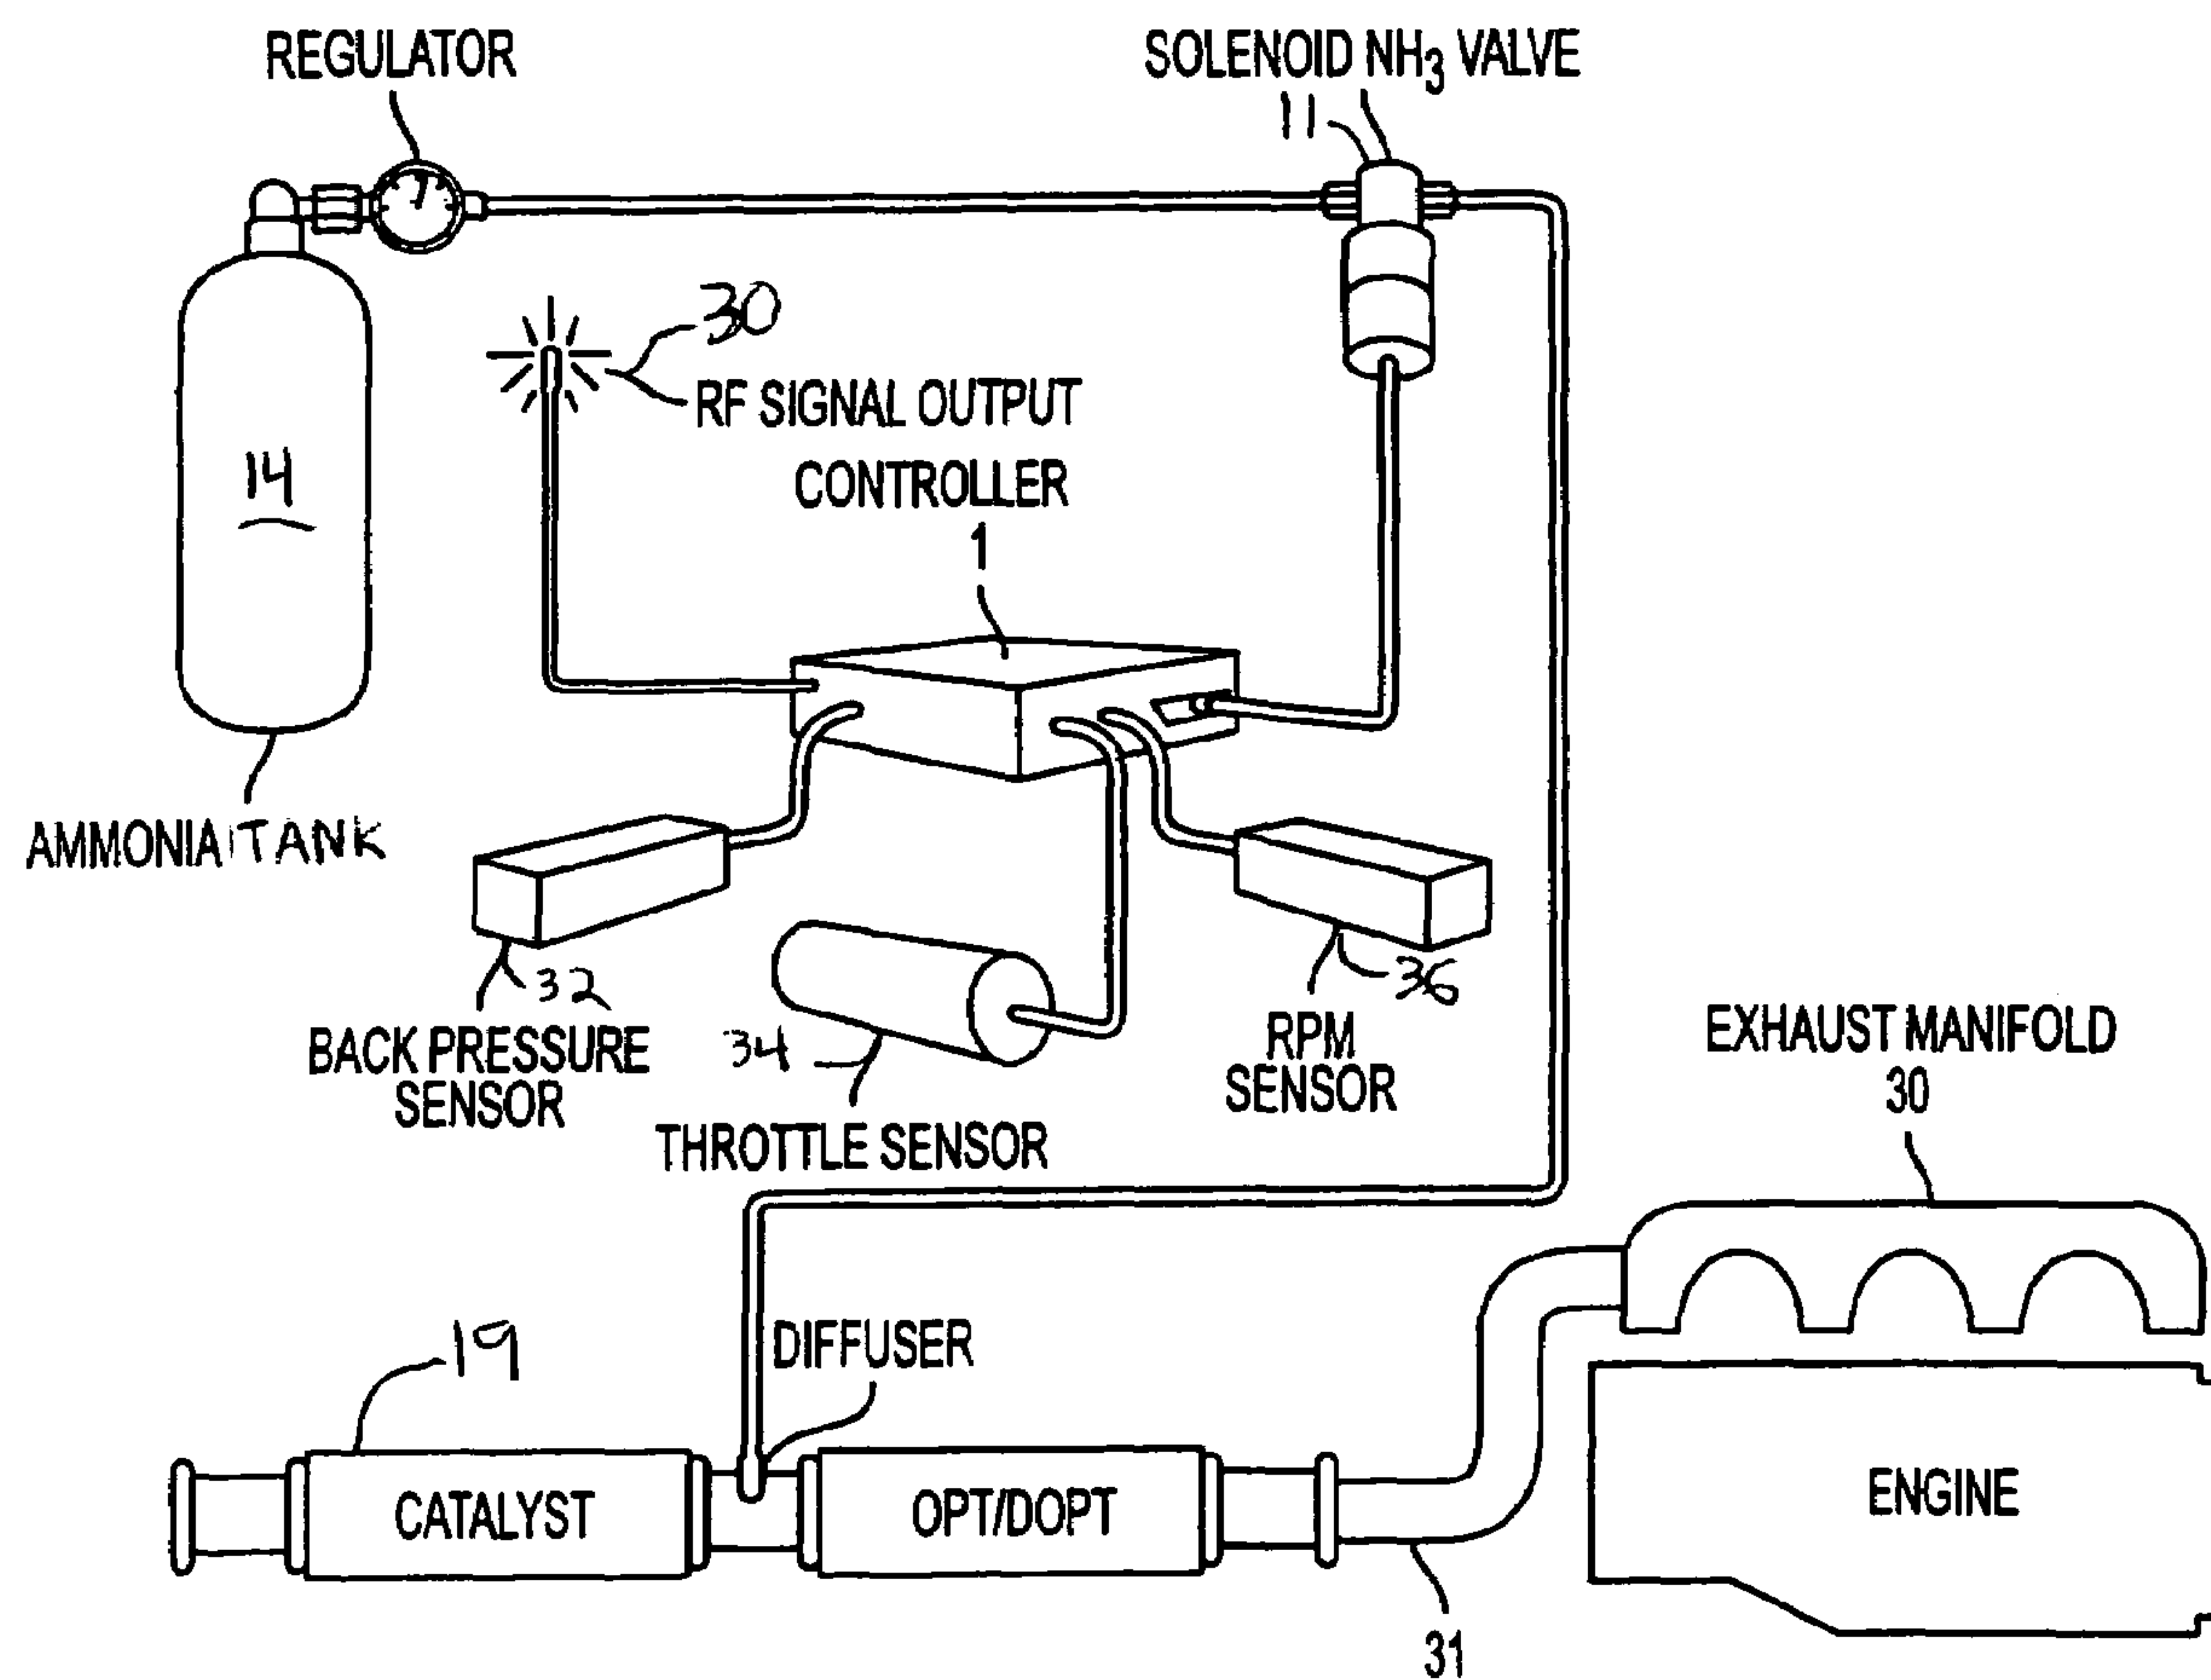 REGULATOR
SOLENOID NH3 VALVE
11
30
RF SIGNAL OUTPUT
CONTROLLER
1
14
AMMONIA TANK
32
BACK PRESSURE
SENSOR
34
THROTTLE SENSOR
36
RPM
SENSOR
EXHAUST MANIFOLD
30
19
DIFFUSER
CATALYST
OPT/DOPT
ENGINE
31